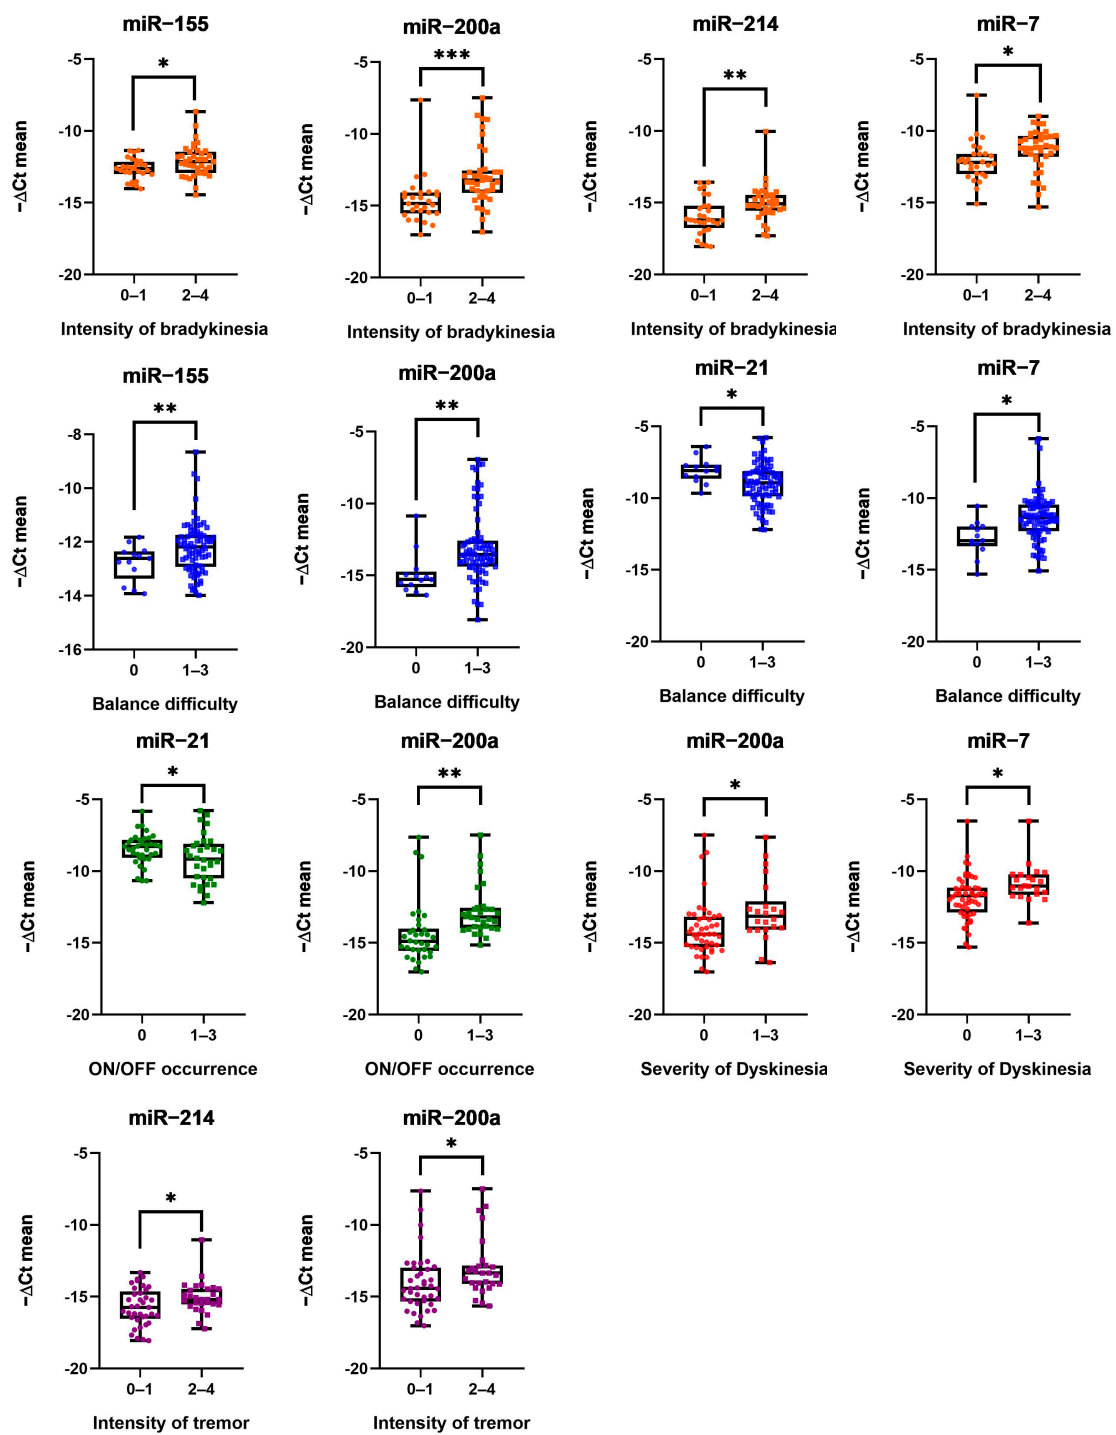 miR−155
miR−200a
miR−214
miR−7
*
***
**
*
−ΔCt mean
-5
-10
-15
-20
0–1
2–4
Intensity of bradykinesia
−ΔCt mean
-5
-10
-15
-20
0–1
2–4
Intensity of bradykinesia
−ΔCt mean
-5
-10
-15
-20
0–1
2–4
Intensity of bradykinesia
−ΔCt mean
-5
-10
-15
-20
0–1
2–4
Intensity of bradykinesia
miR−155
miR−200a
miR−21
miR−7
**
**
*
*
−ΔCt mean
-8
-10
-12
-14
-16
0
1–3
Balance difficulty
−ΔCt mean
-5
-10
-15
-20
0
1–3
Balance difficulty
−ΔCt mean
-5
-10
-15
-20
0
1–3
Balance difficulty
−ΔCt mean
-5
-10
-15
-20
0
1–3
Balance difficulty
miR−21
miR−200a
miR−200a
miR−7
*
**
*
*
−ΔCt mean
-5
-10
-15
-20
0
1–3
ON/OFF occurrence
−ΔCt mean
-5
-10
-15
-20
0
1–3
ON/OFF occurrence
−ΔCt mean
-5
-10
-15
-20
0
1–3
Severity of Dyskinesia
−ΔCt mean
-5
-10
-15
-20
0
1–3
Severity of Dyskinesia
miR−214
miR−200a
*
*
−ΔCt mean
-5
-10
-15
-20
0–1
2–4
Intensity of tremor
−ΔCt mean
-5
-10
-15
-20
0–1
2–4
Intensity of tremor